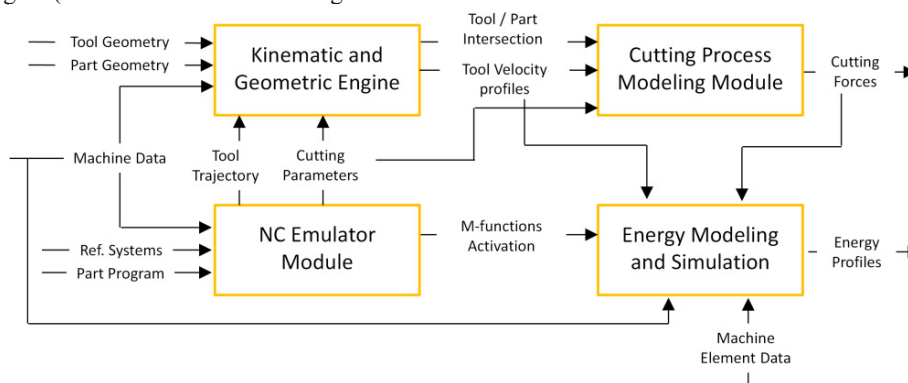 Tool Geometry
Part Geometry
Kinematic and
Geometric Engine
Tool / Part
Intersection
Tool Velocity
profiles
Cutting Process
Modeling Module
Cutting
Forces
Machine Data
Tool
Trajectory
Cutting
Parameters
Ref. Systems
Part Program
NC Emulator
Module
M-functions
Activation
Energy Modeling
and Simulation
Energy
Profiles
Machine
Element Data